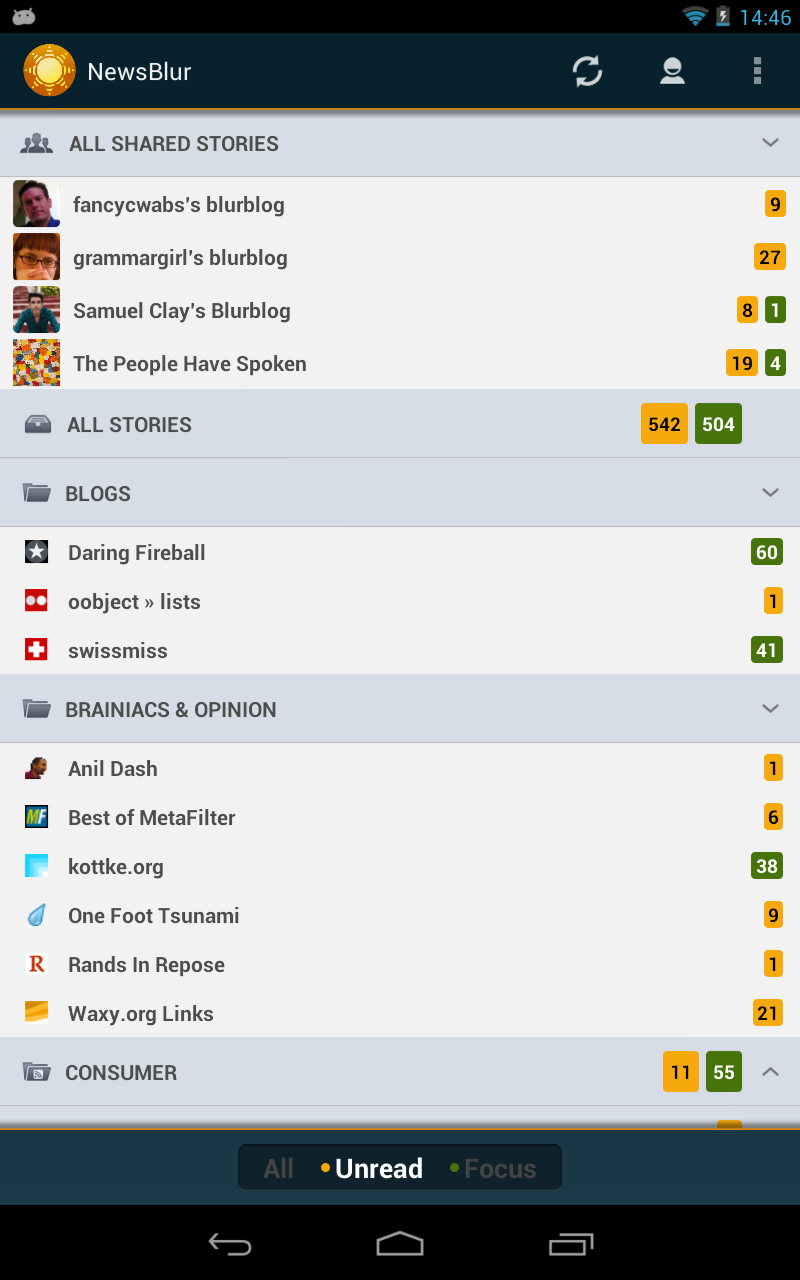 14:46
NewsBlur
ALL SHARED STORIES
fancycwabs's blurblog 9
grammargirl's blurblog 27
Samuel Clay's Blurblog 8 1
The People Have Spoken 19 4
ALL STORIES 542 504
BLOGS
Daring Fireball 60
oobject » lists 1
swissmiss 41
BRAINIACS & OPINION
Anil Dash 1
MF Best of MetaFilter 6
kottke.org 38
One Foot Tsunami 9
R Rands In Repose 1
Waxy.org Links 21
CONSUMER 11 55
All Unread Focus